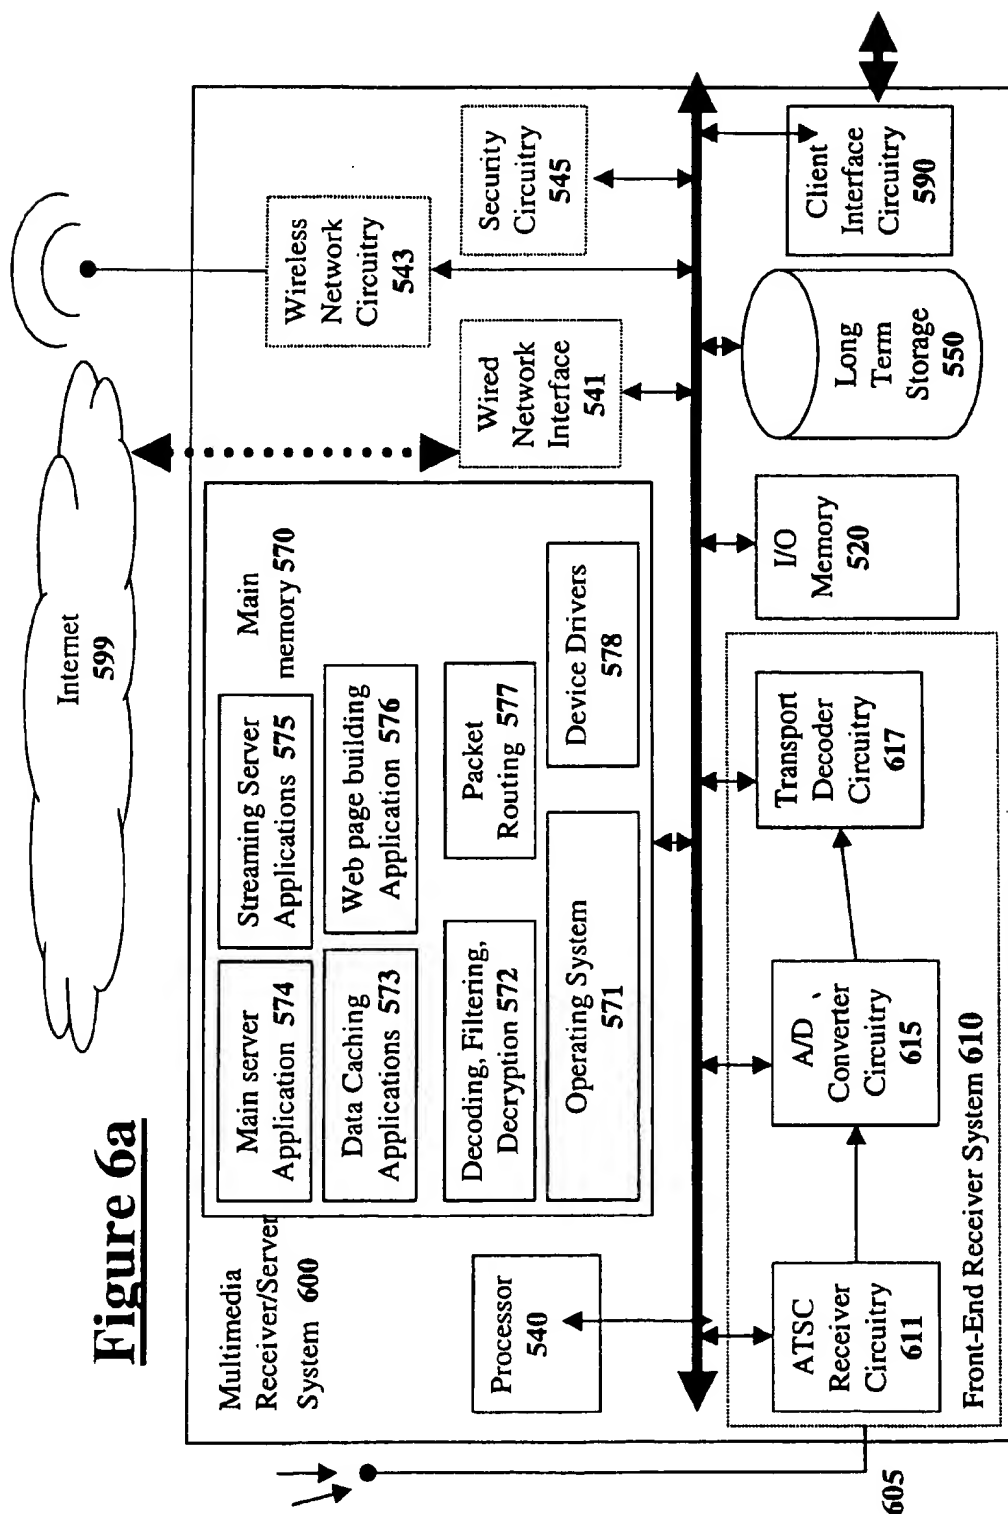 Figure 6a
Internet
599
Multimedia
Receiver/Server
System 600
Main server
Application 574
Streaming Server
Applications 575
Main
memory 570
Data Caching
Applications 573
Web page building
Application 576
Decoding, Filtering,
Decryption 572
Packet
Routing 577
Operating System
571
Device Drivers
578
Processor
540
Wired
Network
Interface
541
Wireless
Network
Circuitry
543
Security
Circuitry
545
ATSC
Receiver
Circuitry
611
A/D
Converter
Circuitry
615
Transport
Decoder
Circuitry
617
Front-End Receiver System 610
I/O
Memory
520
Long
Term
Storage
550
Client
Interface
Circuitry
590
605